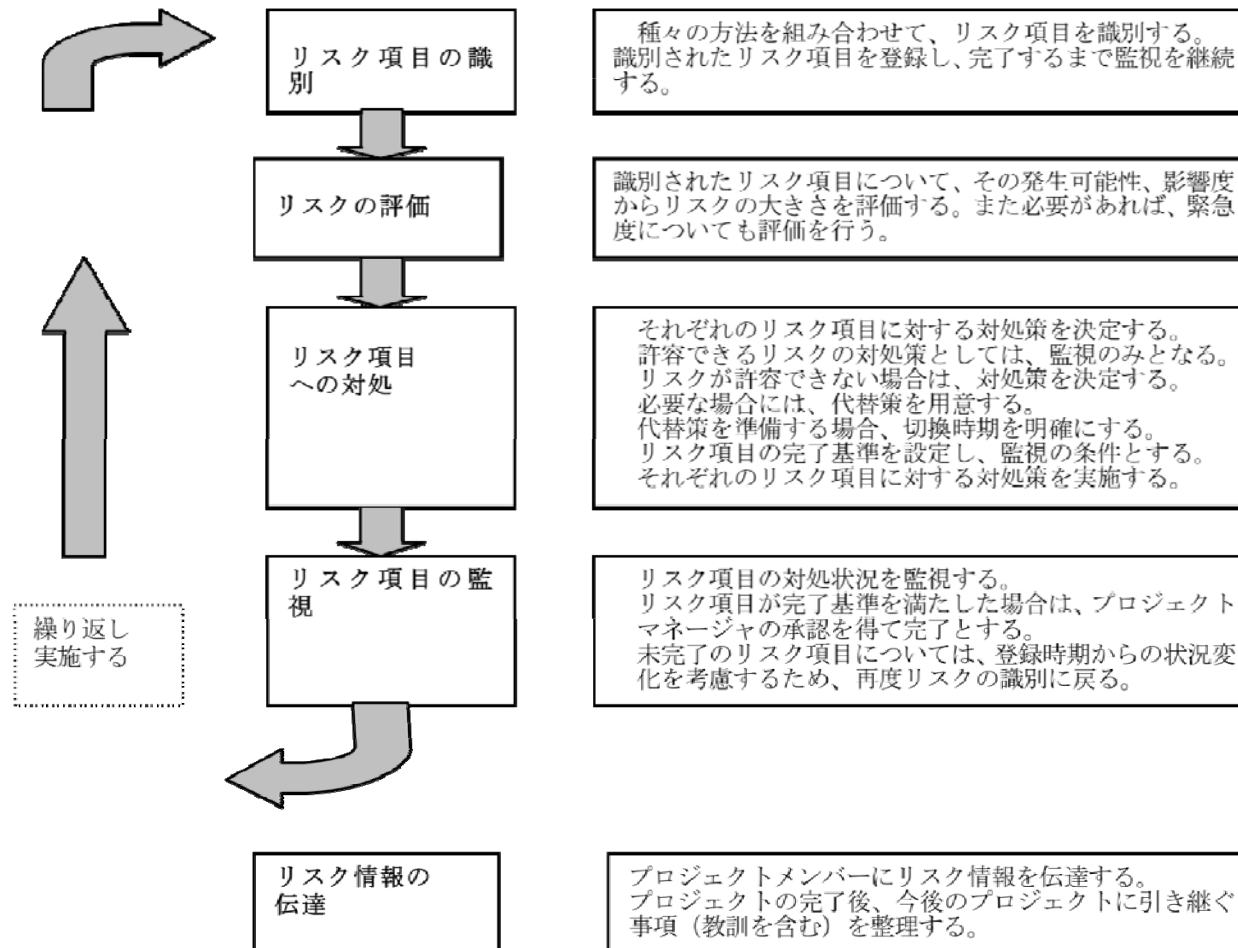 リスク項目の識
別
種々の方法を組み合わせて、リスク項目を識別する。
識別されたリスク項目を登録し、完了するまで監視を継続
する。
リスクの評価
識別されたリスク項目について、その発生可能性、影響度
からリスクの大きさを評価する。また必要があれば、緊急
度についても評価を行う。
リスク項目
への対処
それぞれのリスク項目に対する対処策を決定する。
許容できるリスクの対処策としては、監視のみとなる。
リスクが許容できない場合は、対処策を決定する。
必要な場合には、代替策を用意する。
代替策を準備する場合、切換時期を明確にする。
リスク項目の完了基準を設定し、監視の条件とする。
それぞれのリスク項目に対する対処策を実施する。
リスク項目の監
視
リスク項目の対処状況を監視する。
リスク項目が完了基準を満たした場合は、プロジェクト
マネージャの承認を得て完了とする。
未完了のリスク項目については、登録時期からの状況変
化を考慮するため、再度リスクの識別に戻る。
繰り返し
実施する
リスク情報の
伝達
プロジェクトメンバーにリスク情報を伝達する。
プロジェクトの完了後、今後のプロジェクトに引き継ぐ
事項（教訓を含む）を整理する。